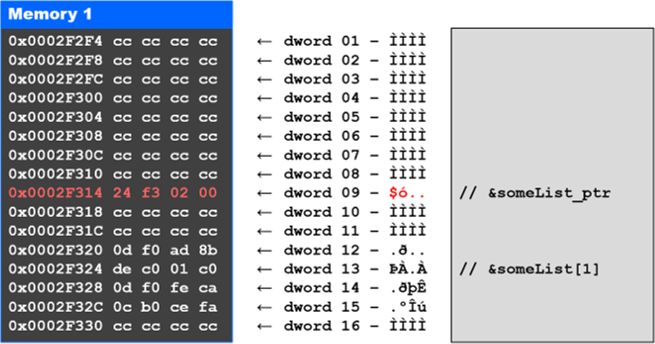 Memory 1
0x0002F2F4 cc cc cc cc ← dword 01 - ÌÌÌÌ
0x0002F2F8 cc cc cc cc ← dword 02 - ÌÌÌÌ
0x0002F2FC cc cc cc cc ← dword 03 - ÌÌÌÌ
0x0002F300 cc cc cc cc ← dword 04 - ÌÌÌÌ
0x0002F304 cc cc cc cc ← dword 05 - ÌÌÌÌ
0x0002F308 cc cc cc cc ← dword 06 - ÌÌÌÌ
0x0002F30C cc cc cc cc ← dword 07 - ÌÌÌÌ
0x0002F310 cc cc cc cc ← dword 08 - ÌÌÌÌ
0x0002F314 24 f3 02 00 ← dword 09 - $ó.. // &someList_ptr
0x0002F318 cc cc cc cc ← dword 10 - ÌÌÌÌ
0x0002F31C cc cc cc cc ← dword 11 - ÌÌÌÌ
0x0002F320 0d f0 ad 8b ← dword 12 - .ð..
0x0002F324 de c0 01 c0 ← dword 13 - ÞÀ.À // &someList[1]
0x0002F328 0d f0 fe ca ← dword 14 - .ðþÊ
0x0002F32C 0c b0 ce fa ← dword 15 - .°Îú
0x0002F330 cc cc cc cc ← dword 16 - ÌÌÌÌ